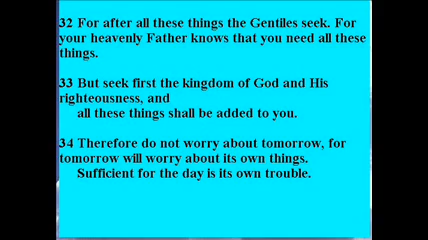 32 For after all these things the Gentiles seek. For
your heavenly Father knows that you need all these
things.
33 But seek first the kingdom of God and His
righteousness, and
all these things shall be added to you.
34 Therefore do not worry about tomorrow, for
tomorrow will worry about its own things.
Sufficient for the day is its own trouble.